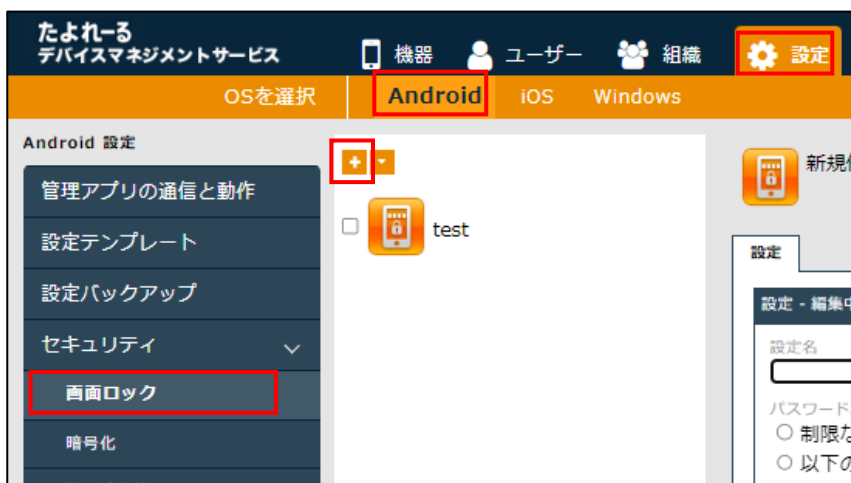 たよれーる
デバイスマネジメントサービス
機器 ユーザー 組織 設定
OSを選択 Android iOS Windows
Android 設定
管理アプリの通信と動作
設定テンプレート
設定バックアップ
セキュリティ
画面ロック
暗号化
test
新規
設定
設定 - 編集中
設定名
パスワード
制限な
以下の